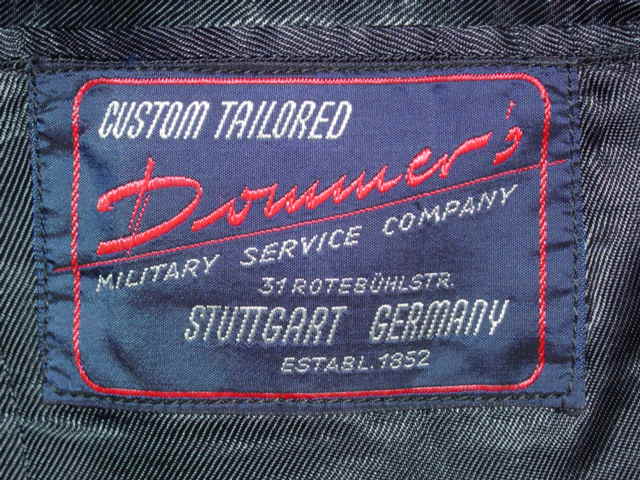 CUSTOM TAILORED
Dommer's
MILITARY SERVICE COMPANY
31 ROTEBÜHLSTR.
STUTTGART GERMANY
ESTABL. 1852